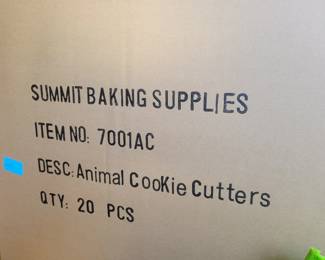 SUMMIT BAKING SUPPLIES
ITEM NO: 7001AC
DESC: Animal CooKie Cutters
QTY: 20 PCS